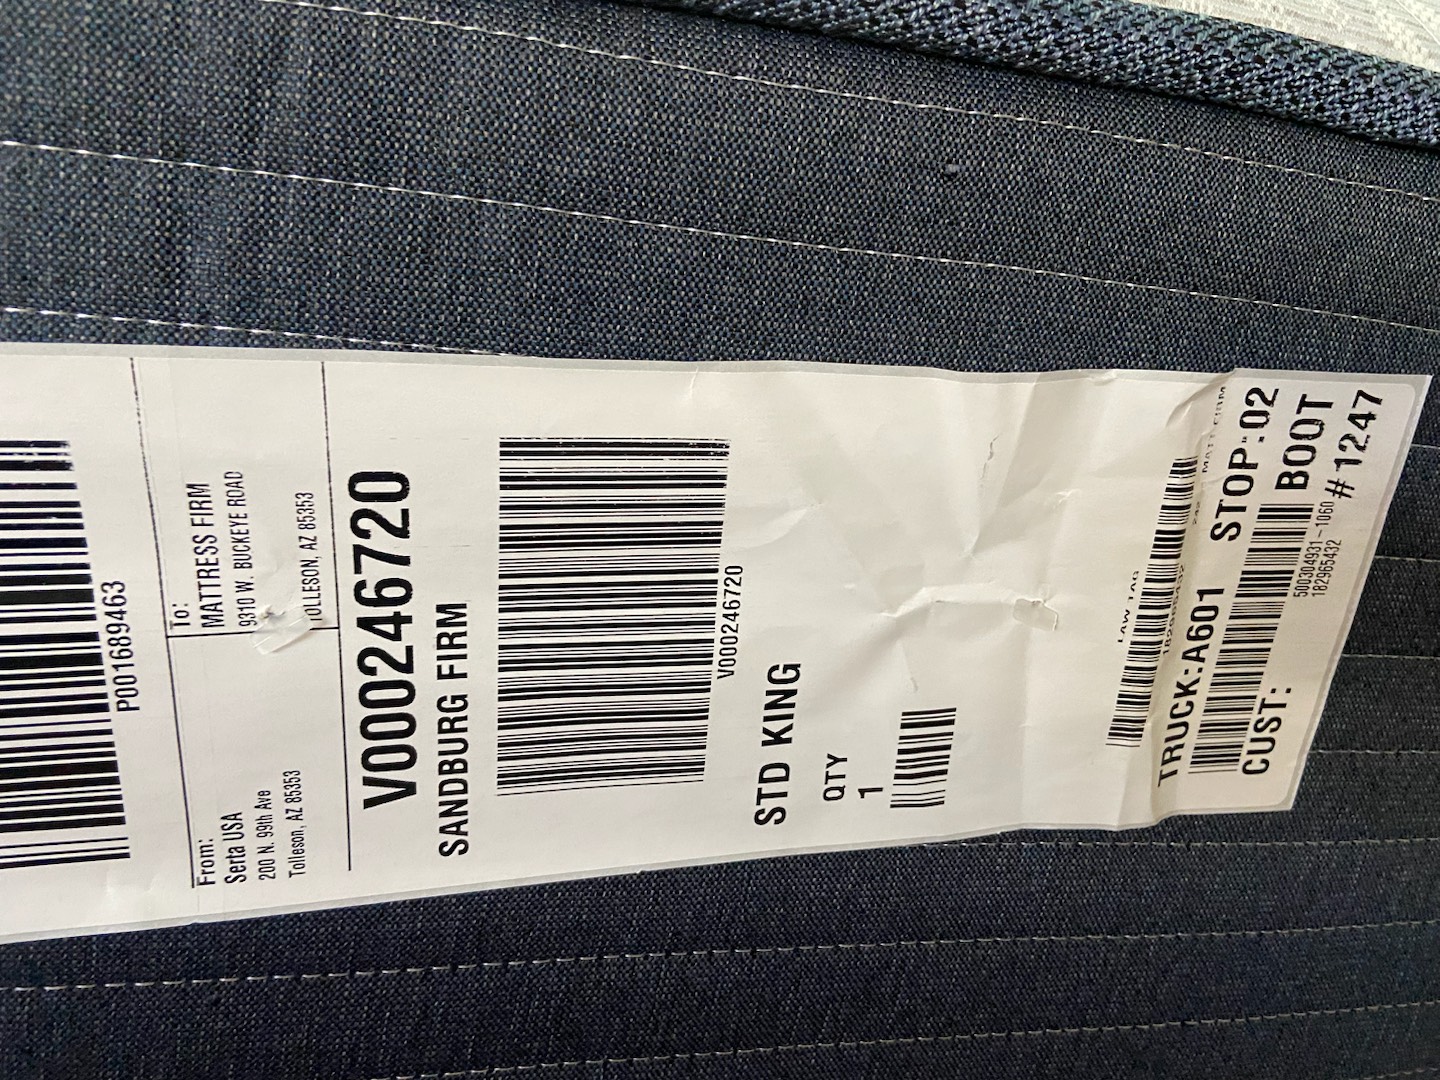 P001689463
From:
Serta USA
200 N. 99th Ave
Tolleson, AZ 85353
To:
MATTRESS FIRM
9310 W. BUCKEYE ROAD
TOLLESON, AZ 85353
V000246720
SANDBURG FIRM
V000246720
STD KING
QTY
1
LAW TAG
182965432
TRUCK:A601 STOP:02
CUST: BOOT
500304931-1060 #1247
182965432